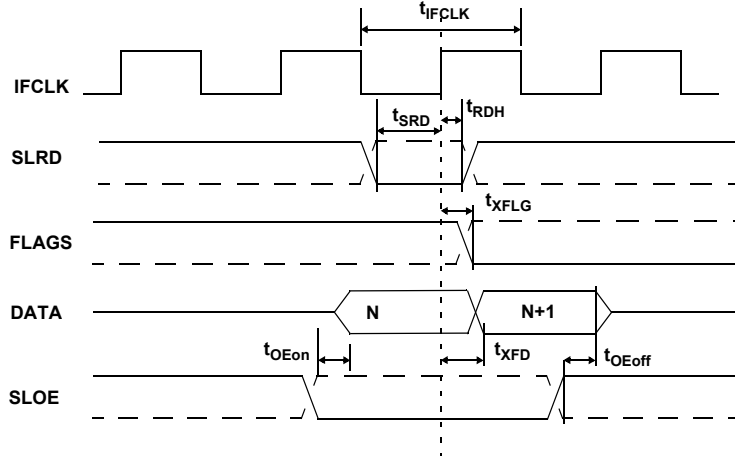 tIFCLK
IFCLK
tSRD
tRDH
SLRD
tXFLG
FLAGS
DATA
N
N+1
tOEon
tXFD
tOEoff
SLOE